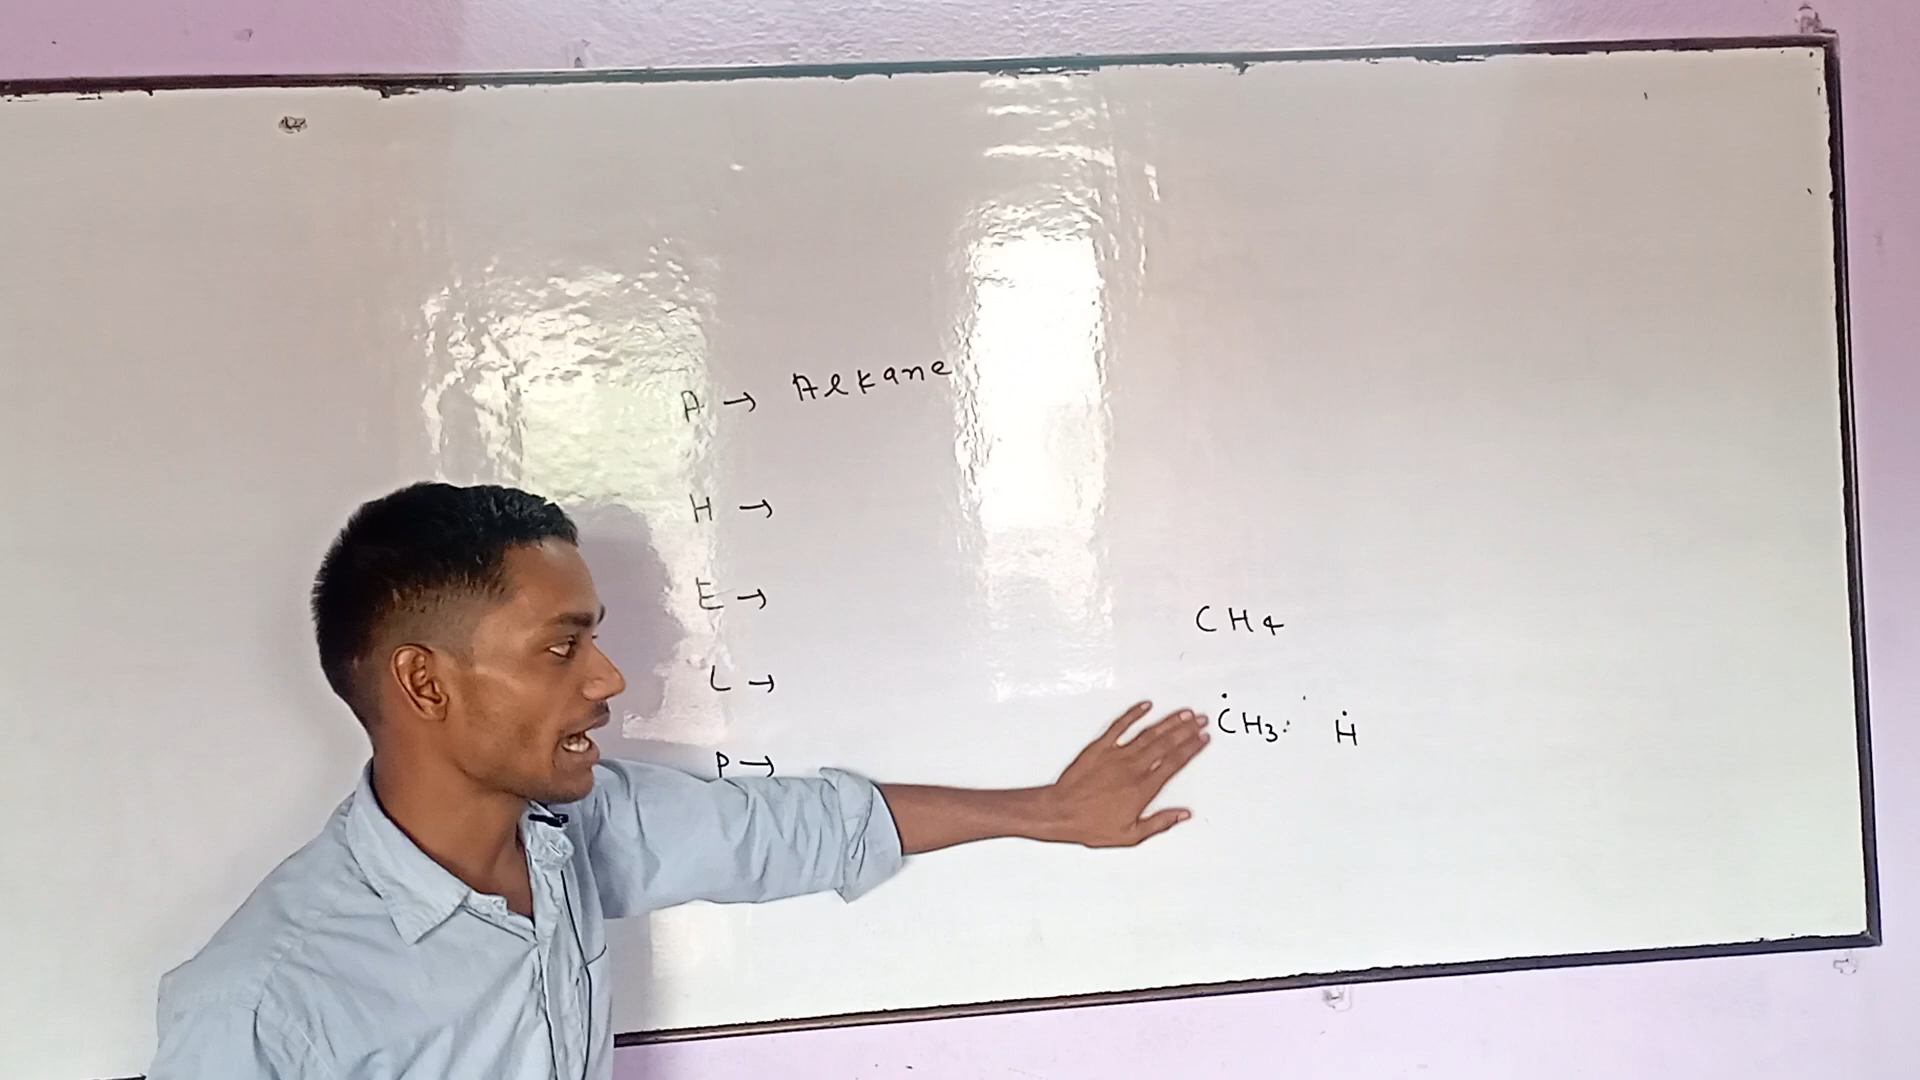 A → Alkane
H →
E →
L →
P →
CH4
ĊH3. Ḣ